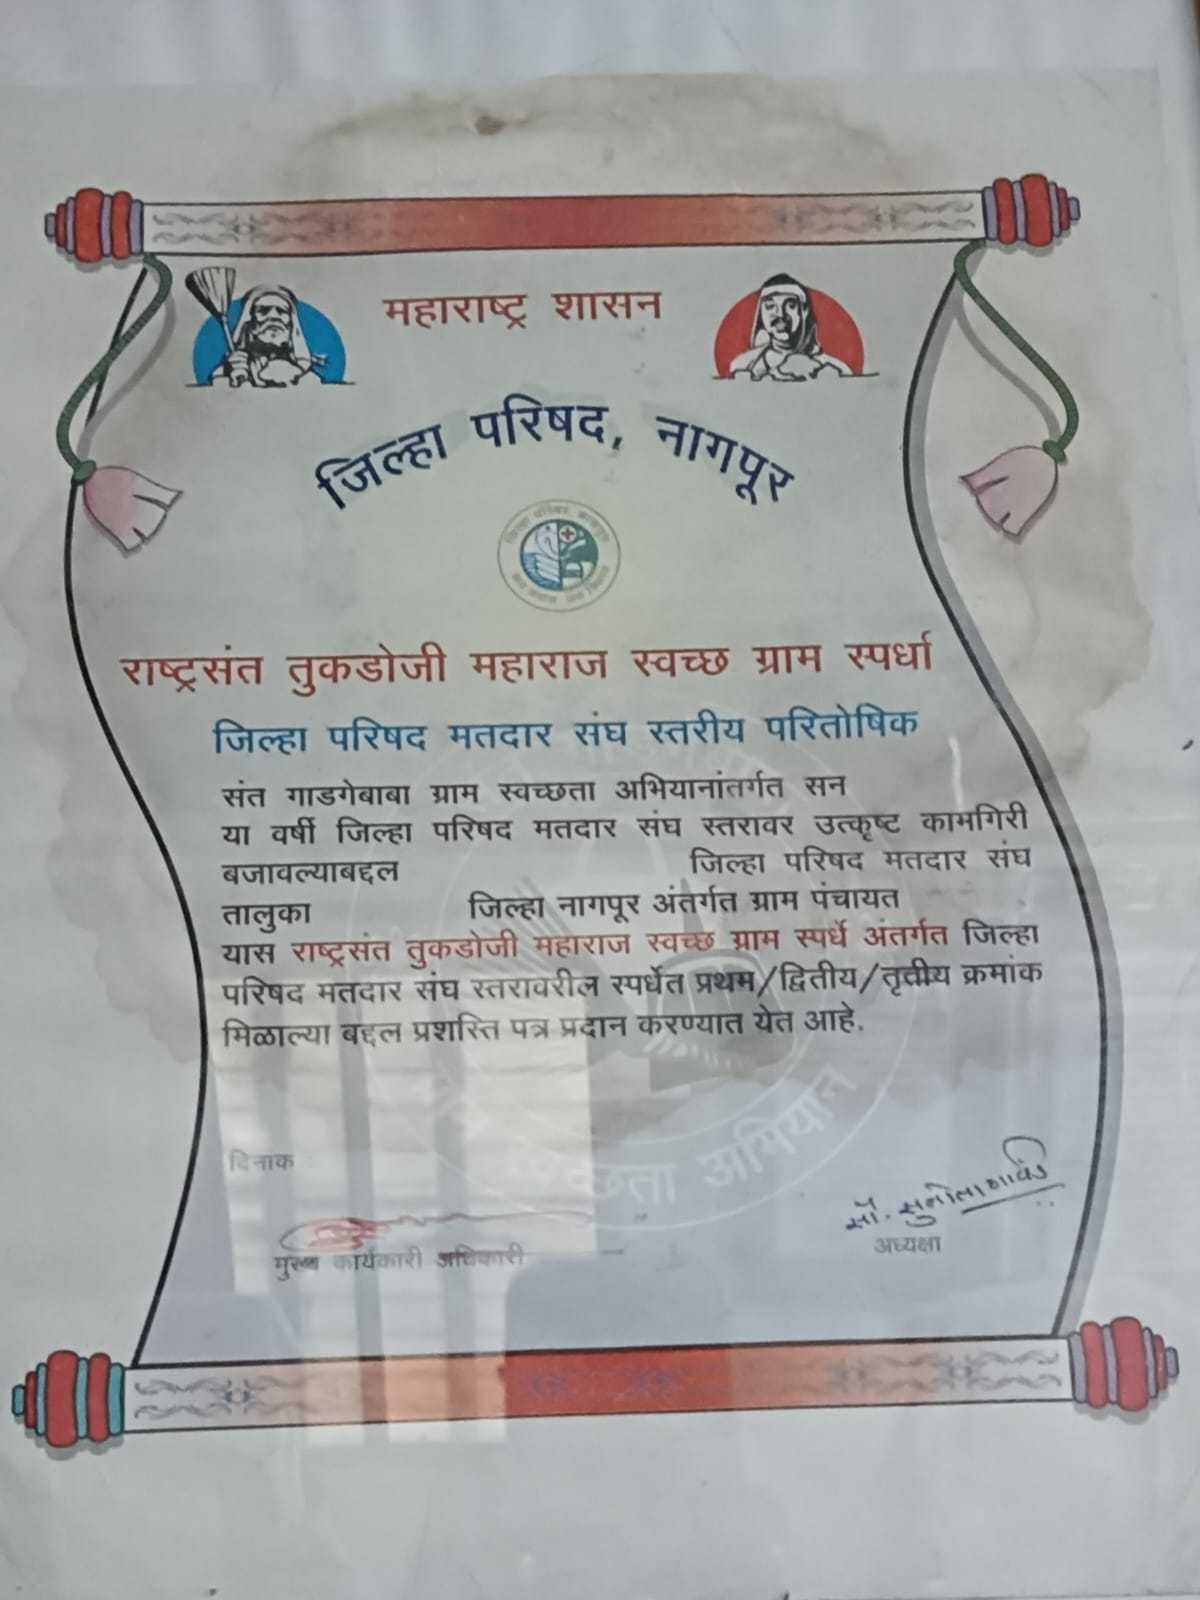 महाराष्ट्र शासन
जिल्हा परिषद, नागपूर
राष्ट्रसंत तुकडोजी महाराज स्वच्छ ग्राम स्पर्धा
जिल्हा परिषद मतदार संघ स्तरीय परितोषिक
संत गाडगेबाबा ग्राम स्वच्छता अभियानांतर्गत सन
या वर्षी जिल्हा परिषद मतदार संघ स्तरावर उत्कृष्ट कामगिरी
बजावल्याबद्दल जिल्हा परिषद मतदार संघ
तालुका जिल्हा नागपूर अंतर्गत ग्राम पंचायत
यास राष्ट्रसंत तुकडोजी महाराज स्वच्छ ग्राम स्पर्धे अंतर्गत जिल्हा
परिषद मतदार संघ स्तरावरील स्पर्धेत प्रथम/द्वितीय/तृतीय क्रमांक
मिळाल्या बद्दल प्रशस्ति पत्र प्रदान करण्यात येत आहे.
स्वच्छता अभियान
दिनाक
सौ. सुनीता गावंडे
मुख्य कार्यकारी अधिकारी
अध्यक्षा